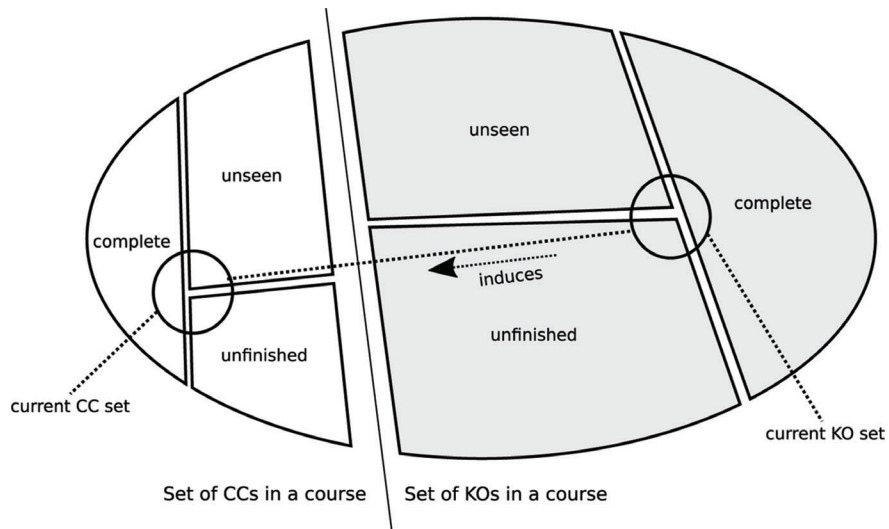 unseen
unseen
complete
complete
induces
unfinished
unfinished
current CC set
current KO set
Set of CCs in a course
Set of KOs in a course